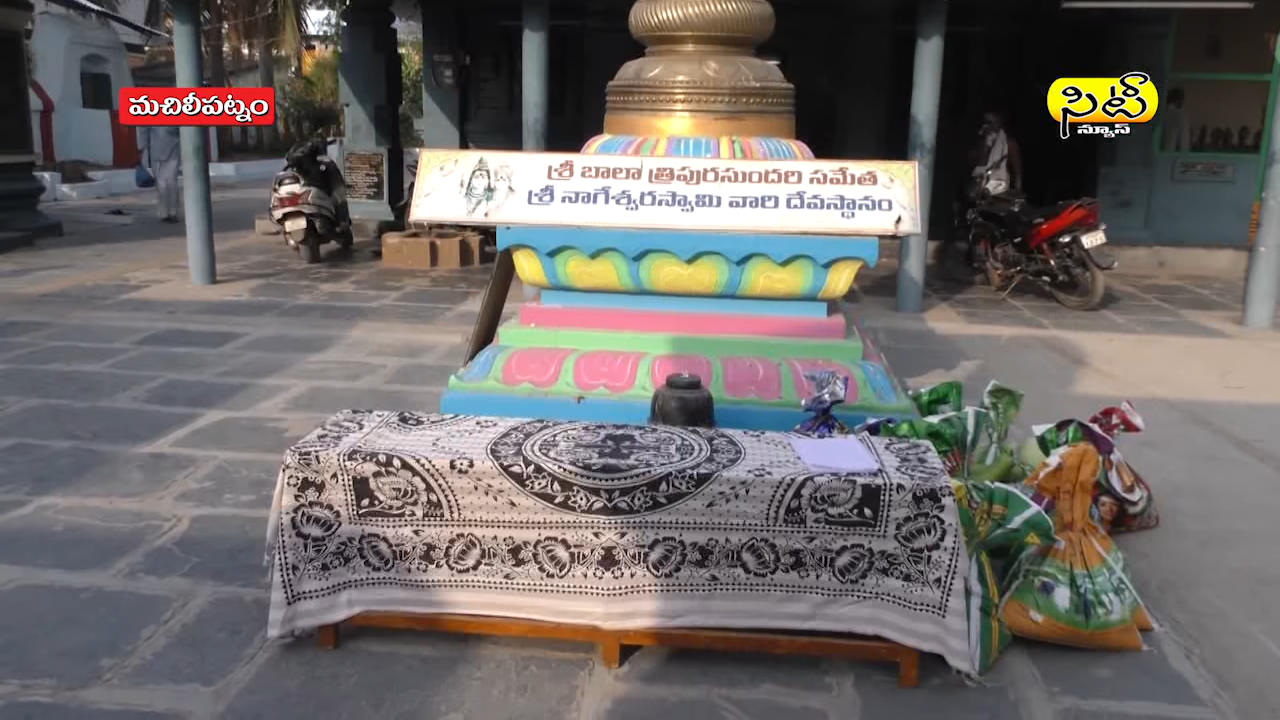 మచిలీపట్నం
సిటీ
న్యూస్
శ్రీ బాలా త్రిపురసుందరి సమేత
శ్రీ నాగేశ్వరస్వామి వారి దేవస్థానం